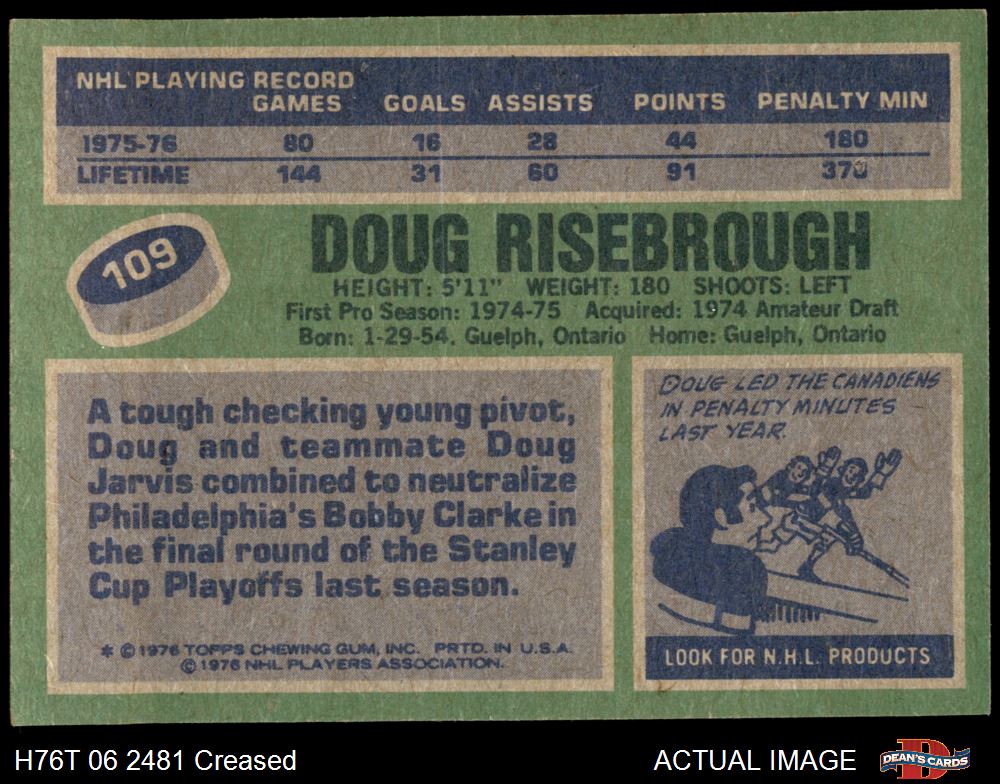 NHL PLAYING RECORD
GAMES GOALS ASSISTS POINTS PENALTY MIN
1975-76 80 16 28 44 180
LIFETIME 144 31 60 91
109
DOUG RISEBROUGH
HEIGHT: 5'11" WEIGHT: 180 SHOOTS: LEFT
First Pro Season: 1974-75 Acquired: 1974 Amateur Draft
Born: 1-29-54. Guelph, Ontario Home: Guelph, Ontario
A tough checking young pivot,
Doug and teammate Doug
Jarvis combined to neutralize
Philadelphia's Bobby Clarke in
the final round of the Stanley
Cup Playoffs last season.
* © 1976 TOPPS CHEWING GUM, INC. PRTD. IN U.S.A.
© 1976 NHL PLAYERS ASSOCIATION.
DOUG LED THE CANADIENS
IN PENALTY MINUTES
LAST YEAR.
LOOK FOR N.H.L. PRODUCTS
H76T 06 2481 Creased
ACTUAL IMAGE
DEAN'S CARDS